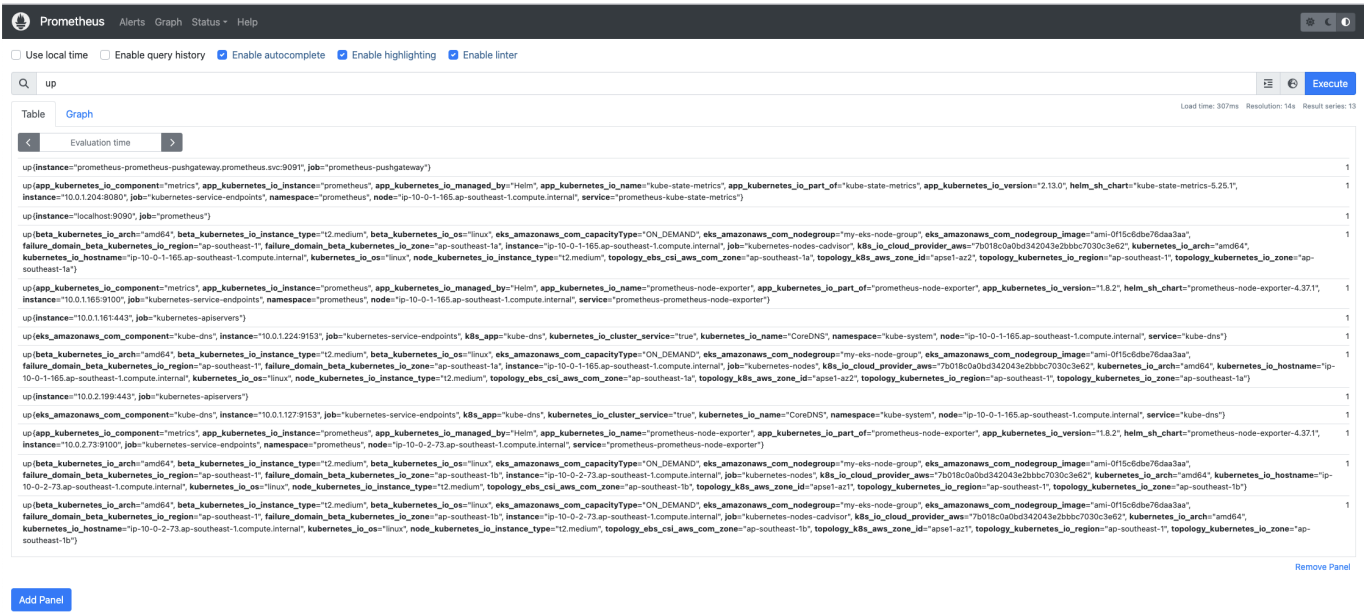 Prometheus Alerts Graph Status Help
Use local time Enable query history Enable autocomplete Enable highlighting Enable linter
up Execute
Load time: 307ms Resolution: 14s Result series: 13
Table Graph
Evaluation time
up{instance="prometheus-prometheus-pushgateway.prometheus.svc:9091", job="prometheus-pushgateway"} 1
up{app_kubernetes_io_component="metrics", app_kubernetes_io_instance="prometheus", app_kubernetes_io_managed_by="Helm", app_kubernetes_io_name="kube-state-metrics", app_kubernetes_io_part_of="kube-state-metrics", app_kubernetes_io_version="2.13.0", helm_sh_chart="kube-state-metrics-5.25.1", 1
instance="10.0.1.204:8080", job="kubernetes-service-endpoints", namespace="prometheus", node="ip-10-0-1-165.ap-southeast-1.compute.internal", service="prometheus-kube-state-metrics"}
up{instance="localhost:9090", job="prometheus"} 1
up{beta_kubernetes_io_arch="amd64", beta_kubernetes_io_instance_type="t2.medium", beta_kubernetes_io_os="linux", eks_amazonaws_com_capacityType="ON_DEMAND", eks_amazonaws_com_nodegroup="my-eks-node-group", eks_amazonaws_com_nodegroup_image="ami-0f15c6dbe76daa3aa", 1
failure_domain_beta_kubernetes_io_region="ap-southeast-1", failure_domain_beta_kubernetes_io_zone="ap-southeast-1a", instance="ip-10-0-1-165.ap-southeast-1.compute.internal", job="kubernetes-nodes-cadvisor", k8s_io_cloud_provider_aws="7b018c0a0bd342043e2bbbc7030c3e62", kubernetes_io_arch="amd64",
kubernetes_io_hostname="ip-10-0-1-165.ap-southeast-1.compute.internal", kubernetes_io_os="linux", node_kubernetes_io_instance_type="t2.medium", topology_ebs_csi_aws_com_zone="ap-southeast-1a", topology_k8s_aws_zone_id="apse1-az2", topology_kubernetes_io_region="ap-southeast-1", topology_kubernetes_io_zone="ap-
southeast-1a"}
up{app_kubernetes_io_component="metrics", app_kubernetes_io_instance="prometheus", app_kubernetes_io_managed_by="Helm", app_kubernetes_io_name="prometheus-node-exporter", app_kubernetes_io_part_of="prometheus-node-exporter", app_kubernetes_io_version="1.8.2", helm_sh_chart="prometheus-node-exporter-4.37.1", 1
instance="10.0.1.165:9100", job="kubernetes-service-endpoints", namespace="prometheus", node="ip-10-0-1-165.ap-southeast-1.compute.internal", service="prometheus-prometheus-node-exporter"}
up{instance="10.0.1.161:443", job="kubernetes-apiservers"} 1
up{eks_amazonaws_com_component="kube-dns", instance="10.0.1.224:9153", job="kubernetes-service-endpoints", k8s_app="kube-dns", kubernetes_io_cluster_service="true", kubernetes_io_name="CoreDNS", namespace="kube-system", node="ip-10-0-1-165.ap-southeast-1.compute.internal", service="kube-dns"} 1
up{beta_kubernetes_io_arch="amd64", beta_kubernetes_io_instance_type="t2.medium", beta_kubernetes_io_os="linux", eks_amazonaws_com_capacityType="ON_DEMAND", eks_amazonaws_com_nodegroup="my-eks-node-group", eks_amazonaws_com_nodegroup_image="ami-0f15c6dbe76daa3aa", 1
failure_domain_beta_kubernetes_io_region="ap-southeast-1", failure_domain_beta_kubernetes_io_zone="ap-southeast-1a", instance="ip-10-0-1-165.ap-southeast-1.compute.internal", job="kubernetes-nodes", k8s_io_cloud_provider_aws="7b018c0a0bd342043e2bbbc7030c3e62", kubernetes_io_arch="amd64", kubernetes_io_hostname="ip-
10-0-1-165.ap-southeast-1.compute.internal", kubernetes_io_os="linux", node_kubernetes_io_instance_type="t2.medium", topology_ebs_csi_aws_com_zone="ap-southeast-1a", topology_k8s_aws_zone_id="apse1-az2", topology_kubernetes_io_region="ap-southeast-1", topology_kubernetes_io_zone="ap-southeast-1a"}
up{instance="10.0.2.199:443", job="kubernetes-apiservers"} 1
up{eks_amazonaws_com_component="kube-dns", instance="10.0.1.127:9153", job="kubernetes-service-endpoints", k8s_app="kube-dns", kubernetes_io_cluster_service="true", kubernetes_io_name="CoreDNS", namespace="kube-system", node="ip-10-0-1-165.ap-southeast-1.compute.internal", service="kube-dns"} 1
up{app_kubernetes_io_component="metrics", app_kubernetes_io_instance="prometheus", app_kubernetes_io_managed_by="Helm", app_kubernetes_io_name="prometheus-node-exporter", app_kubernetes_io_part_of="prometheus-node-exporter", app_kubernetes_io_version="1.8.2", helm_sh_chart="prometheus-node-exporter-4.37.1", 1
instance="10.0.2.73:9100", job="kubernetes-service-endpoints", namespace="prometheus", node="ip-10-0-2-73.ap-southeast-1.compute.internal", service="prometheus-prometheus-node-exporter"}
up{beta_kubernetes_io_arch="amd64", beta_kubernetes_io_instance_type="t2.medium", beta_kubernetes_io_os="linux", eks_amazonaws_com_capacityType="ON_DEMAND", eks_amazonaws_com_nodegroup="my-eks-node-group", eks_amazonaws_com_nodegroup_image="ami-0f15c6dbe76daa3aa", 1
failure_domain_beta_kubernetes_io_region="ap-southeast-1", failure_domain_beta_kubernetes_io_zone="ap-southeast-1b", instance="ip-10-0-2-73.ap-southeast-1.compute.internal", job="kubernetes-nodes", k8s_io_cloud_provider_aws="7b018c0a0bd342043e2bbbc7030c3e62", kubernetes_io_arch="amd64", kubernetes_io_hostname="ip-
10-0-2-73.ap-southeast-1.compute.internal", kubernetes_io_os="linux", node_kubernetes_io_instance_type="t2.medium", topology_ebs_csi_aws_com_zone="ap-southeast-1b", topology_k8s_aws_zone_id="apse1-az1", topology_kubernetes_io_region="ap-southeast-1", topology_kubernetes_io_zone="ap-southeast-1b"}
up{beta_kubernetes_io_arch="amd64", beta_kubernetes_io_instance_type="t2.medium", beta_kubernetes_io_os="linux", eks_amazonaws_com_capacityType="ON_DEMAND", eks_amazonaws_com_nodegroup="my-eks-node-group", eks_amazonaws_com_nodegroup_image="ami-0f15c6dbe76daa3aa", 1
failure_domain_beta_kubernetes_io_region="ap-southeast-1", failure_domain_beta_kubernetes_io_zone="ap-southeast-1b", instance="ip-10-0-2-73.ap-southeast-1.compute.internal", job="kubernetes-nodes-cadvisor", k8s_io_cloud_provider_aws="7b018c0a0bd342043e2bbbc7030c3e62", kubernetes_io_arch="amd64",
kubernetes_io_hostname="ip-10-0-2-73.ap-southeast-1.compute.internal", kubernetes_io_os="linux", node_kubernetes_io_instance_type="t2.medium", topology_ebs_csi_aws_com_zone="ap-southeast-1b", topology_k8s_aws_zone_id="apse1-az1", topology_kubernetes_io_region="ap-southeast-1", topology_kubernetes_io_zone="ap-
southeast-1b"}
Remove Panel
Add Panel